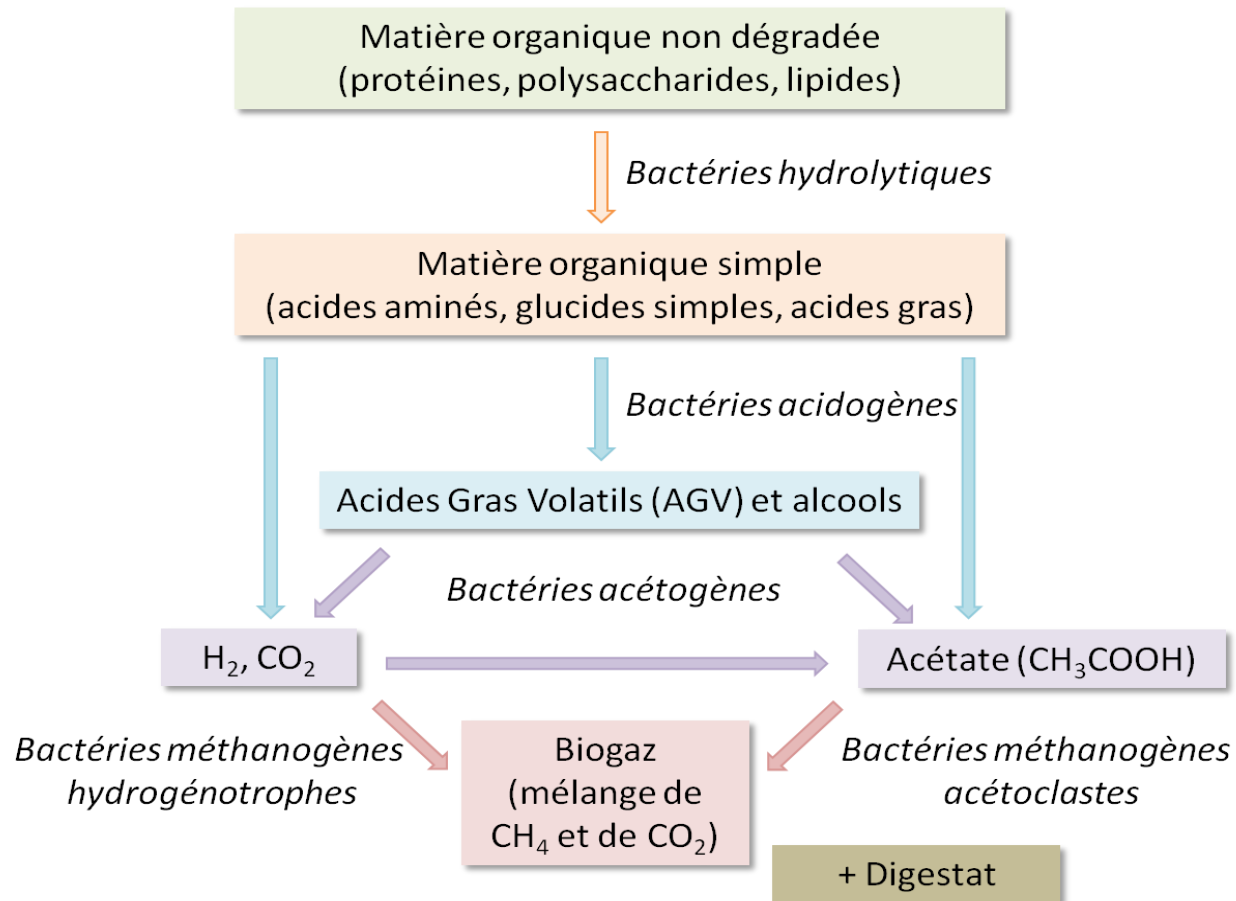 Matière organique non dégradée
(protéines, polysaccharides, lipides)
Bactéries hydrolytiques
Matière organique simple
(acides aminés, glucides simples, acides gras)
Bactéries acidogènes
Acides Gras Volatils (AGV) et alcools
Bactéries acétogènes
H₂, CO₂
Acétate (CH₃COOH)
Bactéries méthanogènes
hydrogénotrophes
Biogaz
(mélange de
CH₄ et de CO₂)
Bactéries méthanogènes
acétoclastes
+ Digestat